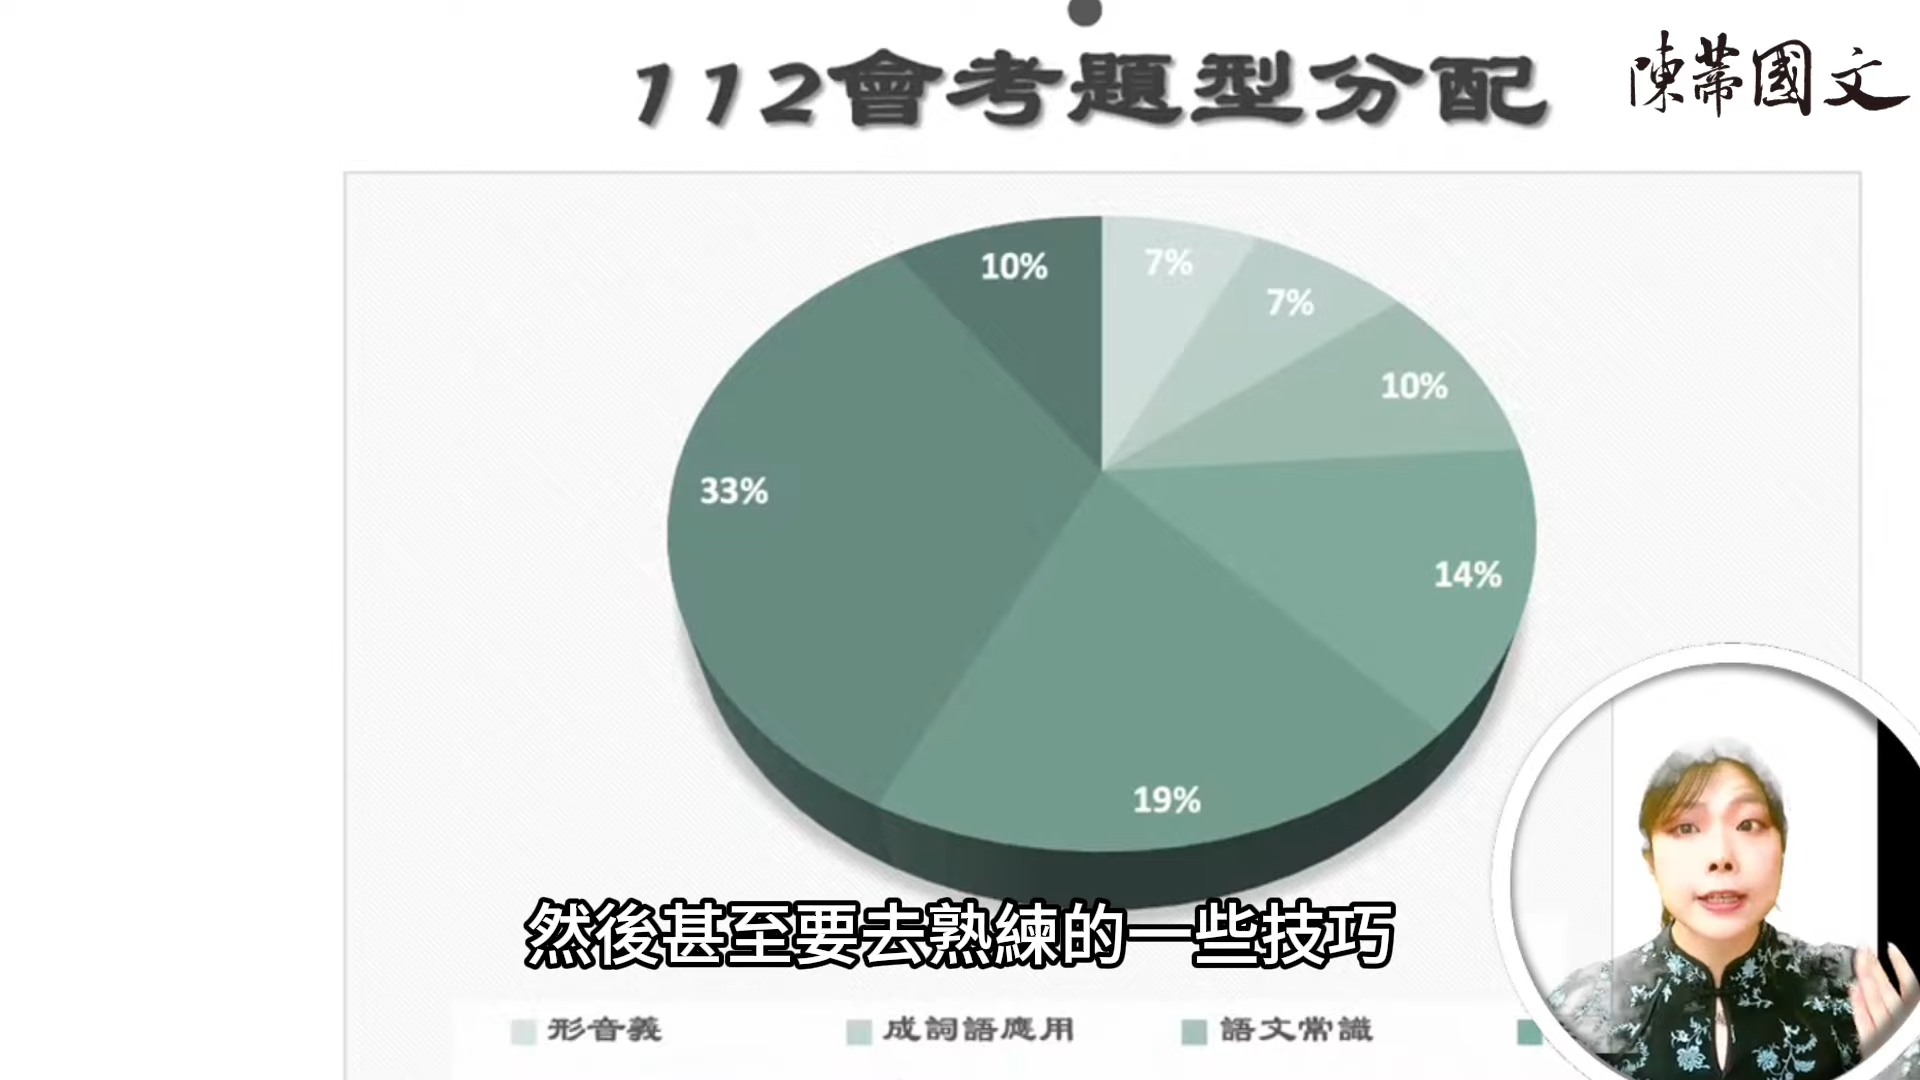 112會考題型分配
陳蒂國文
10%
7%
7%
10%
33%
14%
19%
然後甚至要去熟練的一些技巧
形音義
成詞語應用
語文常識